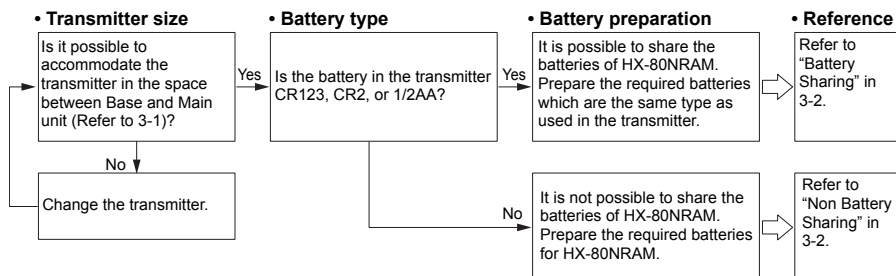 • Transmitter size
Is it possible to
accommodate the
transmitter in the space
between Base and Main
unit (Refer to 3-1)?
Yes
No
Change the transmitter.
• Battery type
Is the battery in the transmitter
CR123, CR2, or 1/2AA?
Yes
No
• Battery preparation
It is possible to share the
batteries of HX-80NRAM.
Prepare the required batteries
which are the same type as
used in the transmitter.
It is not possible to share the
batteries of HX-80NRAM.
Prepare the required batteries
for HX-80NRAM.
• Reference
Refer to
“Battery
Sharing” in
3-2.
Refer to
“Non Battery
Sharing” in
3-2.